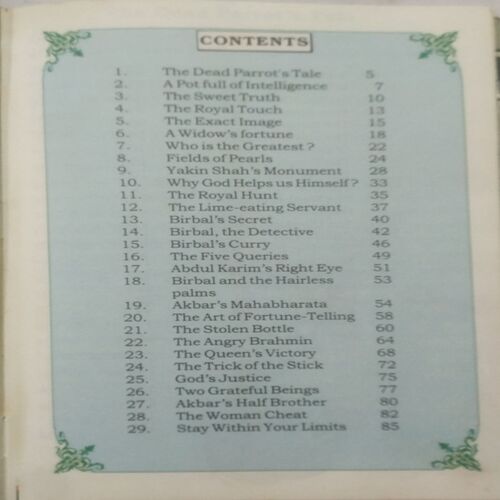 CONTENTS
1. The Dead Parrot's Tale 5
2. A Pot full of Intelligence 7
3. The Sweet Truth 10
4. The Royal Touch 13
5. The Exact Image 15
6. A Widow's fortune 18
7. Who is the Greatest? 22
8. Fields of Pearls 24
9. Yakin Shah's Monument 28
10. Why God Helps us Himself? 33
11. The Royal Hunt 35
12. The Lime-eating Servant 37
13. Birbal's Secret 40
14. Birbal, the Detective 42
15. Birbal's Curry 46
16. The Five Queries 49
17. Abdul Karim's Right Eye 51
18. Birbal and the Hairless 53
palms
19. Akbar's Mahabharata 54
20. The Art of Fortune-Telling 58
21. The Stolen Bottle 60
22. The Angry Brahmin 64
23. The Queen's Victory 68
24. The Trick of the Stick 72
25. God's Justice 75
26. Two Grateful Beings 77
27. Akbar's Half Brother 80
28. The Woman Cheat 82
29. Stay Within Your Limits 85